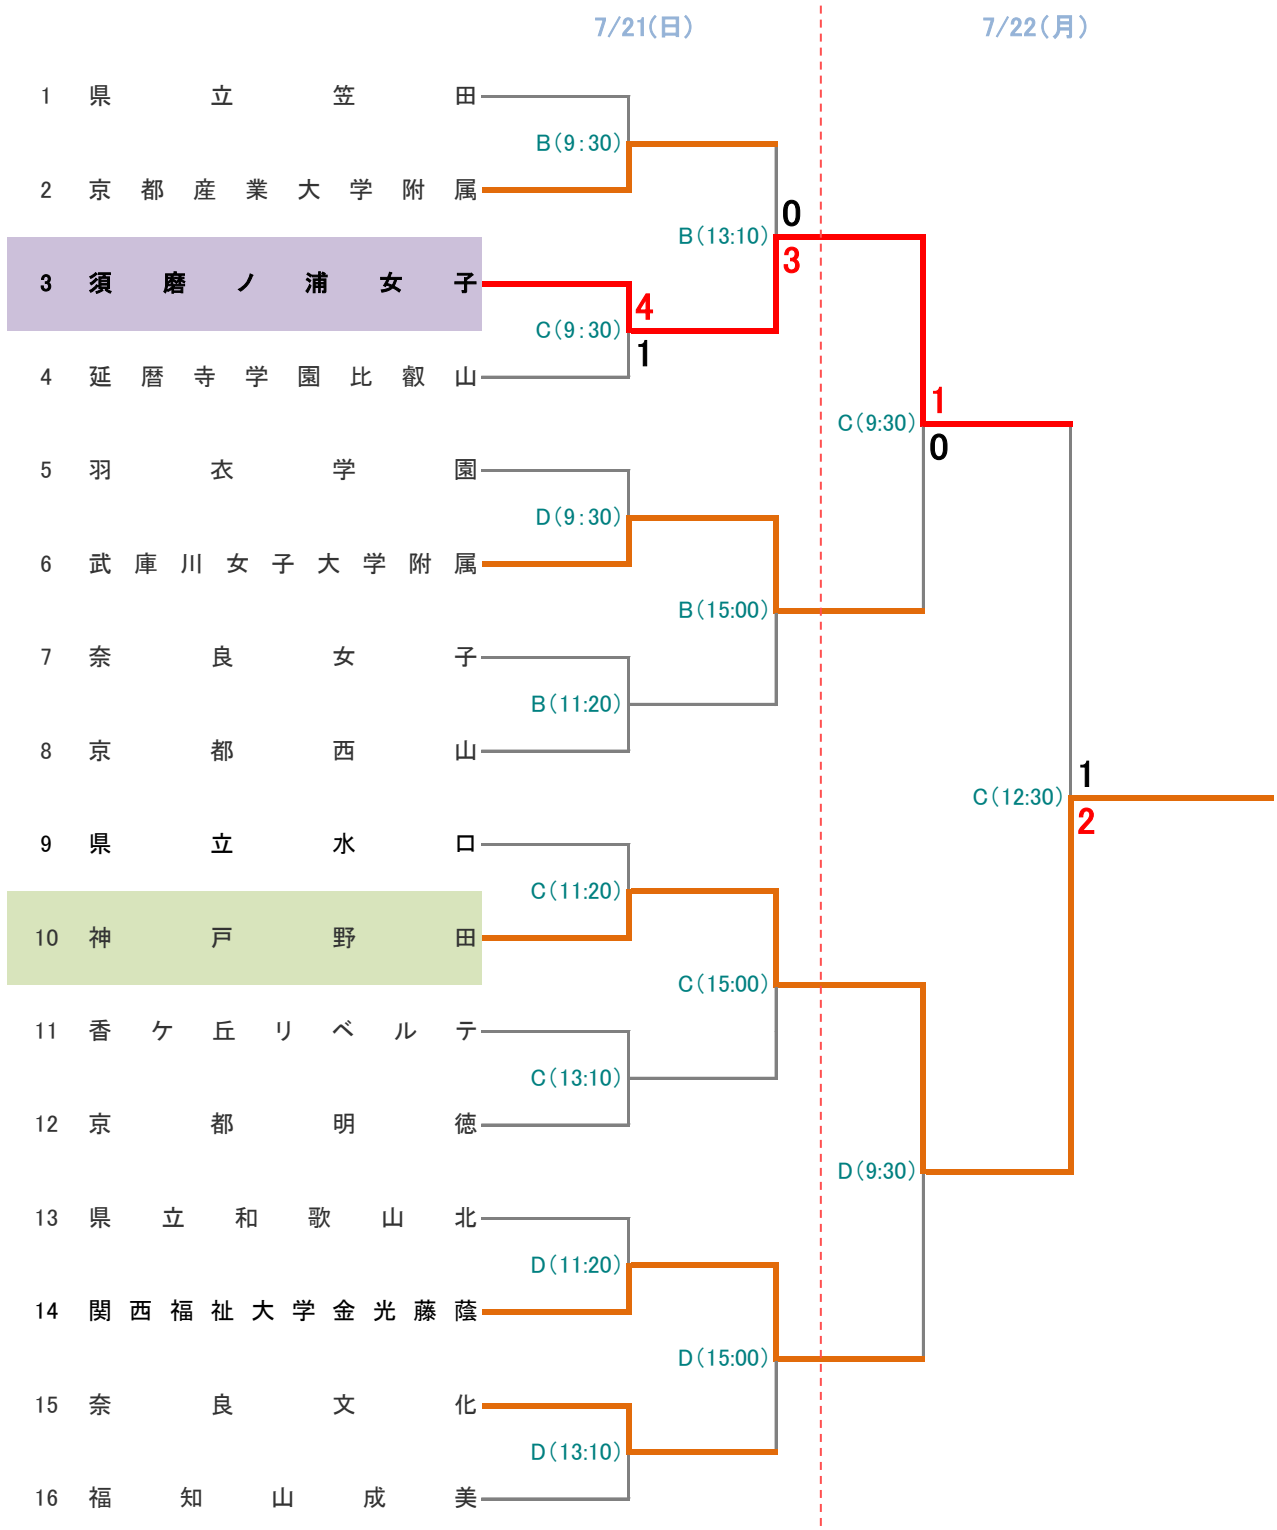 7/21(日) 7/22(月)
1 県立笠田
B(9:30)
2 京都産業大学附属
0
B(13:10)
3
3 須磨ノ浦女子
4
C(9:30)
1
4 延暦寺学園比叡山
1
C(9:30)
0
5 羽衣学園
D(9:30)
6 武庫川女子大学附属
B(15:00)
7 奈良女子
B(11:20)
8 京都西山
1
C(12:30)
2
9 県立水口
C(11:20)
10 神戸野田
C(15:00)
11 香ケ丘リベルテ
C(13:10)
12 京都明徳
D(9:30)
13 県立和歌山北
D(11:20)
14 関西福祉大学金光藤蔭
D(15:00)
15 奈良文化
D(13:10)
16 福知山成美